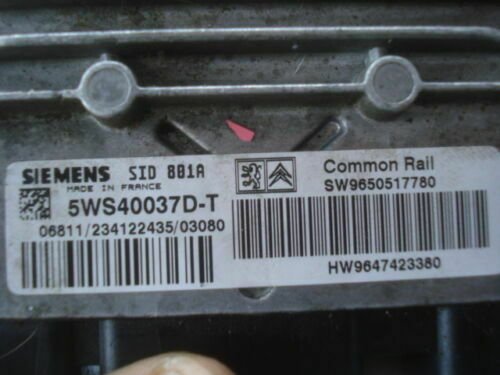 SIEMENS SID 801A
MADE IN FRANCE
5WS40037D-T
06811/234122435/03080
Common Rail
SW9650517780
HW9647423380